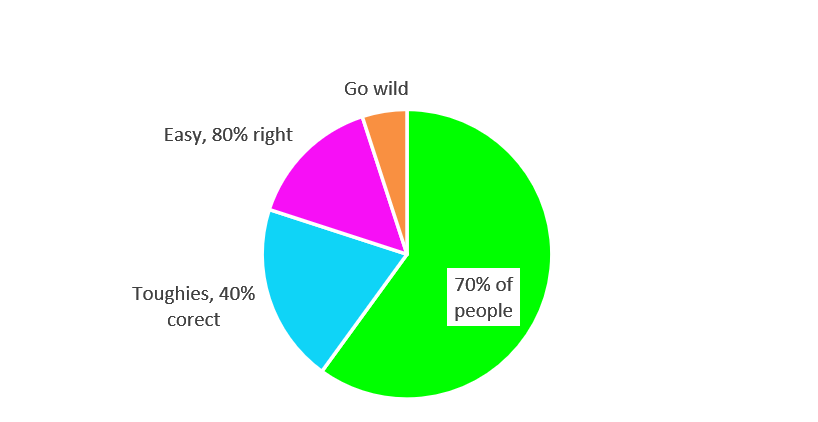 Go wild
Easy, 80% right
Toughies, 40%
corect
70% of
people